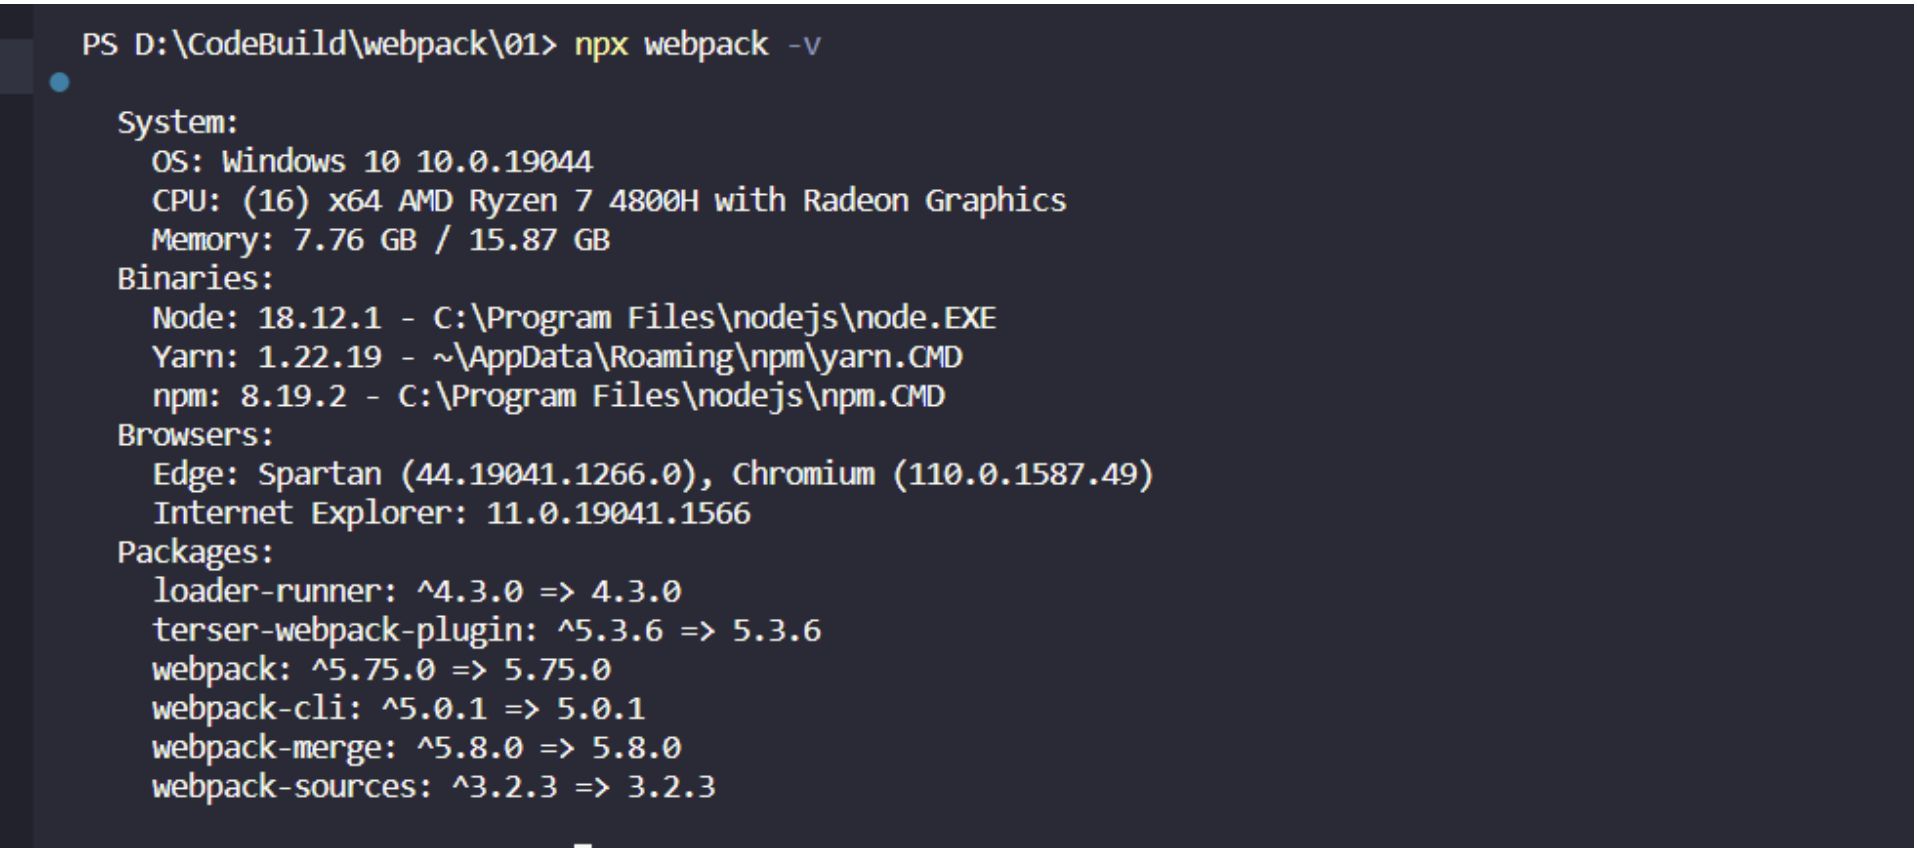 PS D:\CodeBuild\webpack\01> npx webpack -v
System:
OS: Windows 10 10.0.19044
CPU: (16) x64 AMD Ryzen 7 4800H with Radeon Graphics
Memory: 7.76 GB / 15.87 GB
Binaries:
Node: 18.12.1 - C:\Program Files\nodejs\node.EXE
Yarn: 1.22.19 - ~\AppData\Roaming\npm\yarn.CMD
npm: 8.19.2 - C:\Program Files\nodejs\npm.CMD
Browsers:
Edge: Spartan (44.19041.1266.0), Chromium (110.0.1587.49)
Internet Explorer: 11.0.19041.1566
Packages:
loader-runner: ^4.3.0 => 4.3.0
terser-webpack-plugin: ^5.3.6 => 5.3.6
webpack: ^5.75.0 => 5.75.0
webpack-cli: ^5.0.1 => 5.0.1
webpack-merge: ^5.8.0 => 5.8.0
webpack-sources: ^3.2.3 => 3.2.3